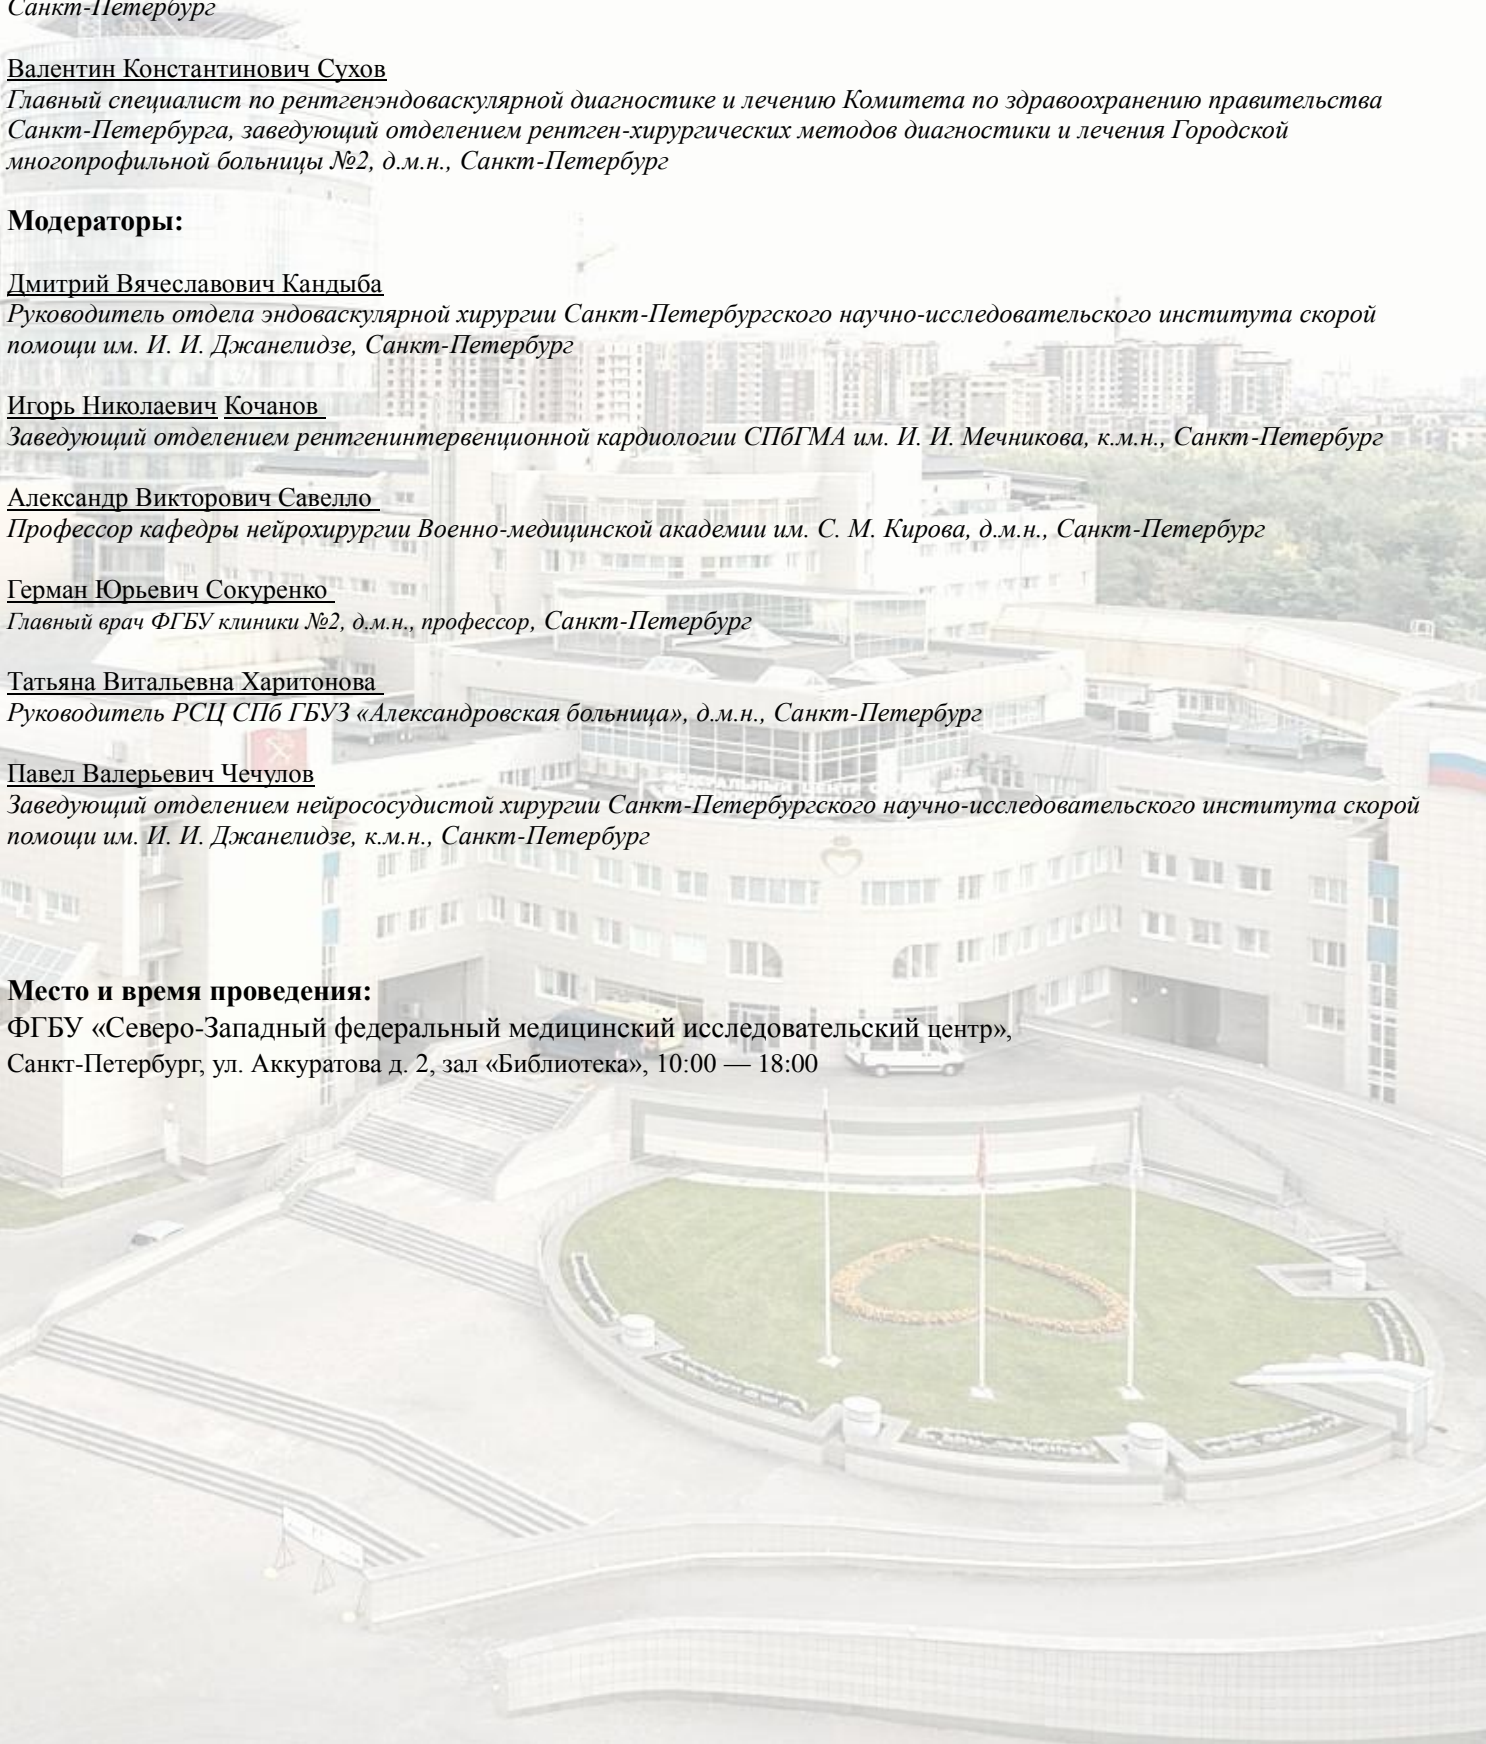 Санкт-Петербург
Валентин Константинович Сухов
Главный специалист по рентгенэндоваскулярной диагностике и лечению Комитета по здравоохранению правительства
Санкт-Петербурга, заведующий отделением рентген-хирургических методов диагностики и лечения Городской
многопрофильной больницы №2, д.м.н., Санкт-Петербург
Модераторы:
Дмитрий Вячеславович Кандыба
Руководитель отдела эндоваскулярной хирургии Санкт-Петербургского научно-исследовательского института скорой
помощи им. И. И. Джанелидзе, Санкт-Петербург
Игорь Николаевич Кочанов
Заведующий отделением рентгенинтервенционной кардиологии СПбГМА им. И. И. Мечникова, к.м.н., Санкт-Петербург
Александр Викторович Савелло
Профессор кафедры нейрохирургии Военно-медицинской академии им. С. М. Кирова, д.м.н., Санкт-Петербург
Герман Юрьевич Сокуренко
Главный врач ФГБУ клиники №2, д.м.н., профессор, Санкт-Петербург
Татьяна Витальевна Харитонова
Руководитель РСЦ СПб ГБУЗ «Александровская больница», д.м.н., Санкт-Петербург
Павел Валерьевич Чечулов
Заведующий отделением нейрососудистой хирургии Санкт-Петербургского научно-исследовательского института скорой
помощи им. И. И. Джанелидзе, к.м.н., Санкт-Петербург
Место и время проведения:
ФГБУ «Северо-Западный федеральный медицинский исследовательский центр»,
Санкт-Петербург, ул. Аккуратова д. 2, зал «Библиотека», 10:00 — 18:00